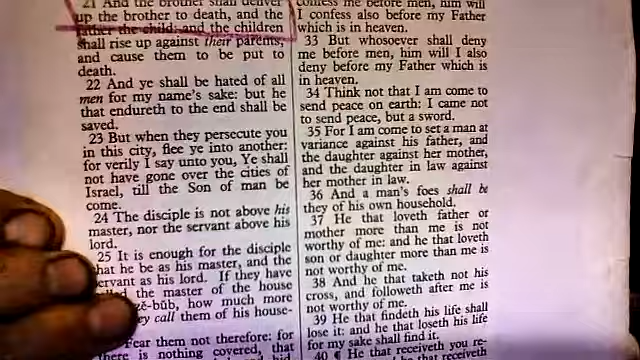 21 And the brother shall deliver
up the brother to death, and the
father the child: and the children
shall rise up against their parents,
and cause them to be put to
death.
22 And ye shall be hated of all
men for my name's sake: but he
that endureth to the end shall be
saved.
23 But when they persecute you
in this city, flee ye into another:
for verily I say unto you, Ye shall
not have gone over the cities of
Israel, till the Son of man be
come.
24 The disciple is not above his
master, nor the servant above his
lord.
25 It is enough for the disciple
that he be as his master, and the
servant as his lord. If they have
the master of the house
how much more
call them of his house-
Fear them not therefore: for
there is nothing covered, that
confess me before men, him will
I confess also before my Father
which is in heaven.
33 But whosoever shall deny
me before men, him will I also
deny before my Father which is
in heaven.
34 Think not that I am come to
send peace on earth: I came not
to send peace, but a sword.
35 For I am come to set a man at
variance against his father, and
the daughter against her mother,
and the daughter in law against
her mother in law.
36 And a man's foes shall be
they of his own household.
37 He that loveth father or
mother more than me is not
worthy of me: and he that loveth
son or daughter more than me is
not worthy of me.
38 And he that taketh not his
cross, and followeth after me is
not worthy of me.
39 He that findeth his life shall
lose it: and he that loseth his life
for my sake shall find it.
40 ¶ He that receiveth you re-
he that receiveth